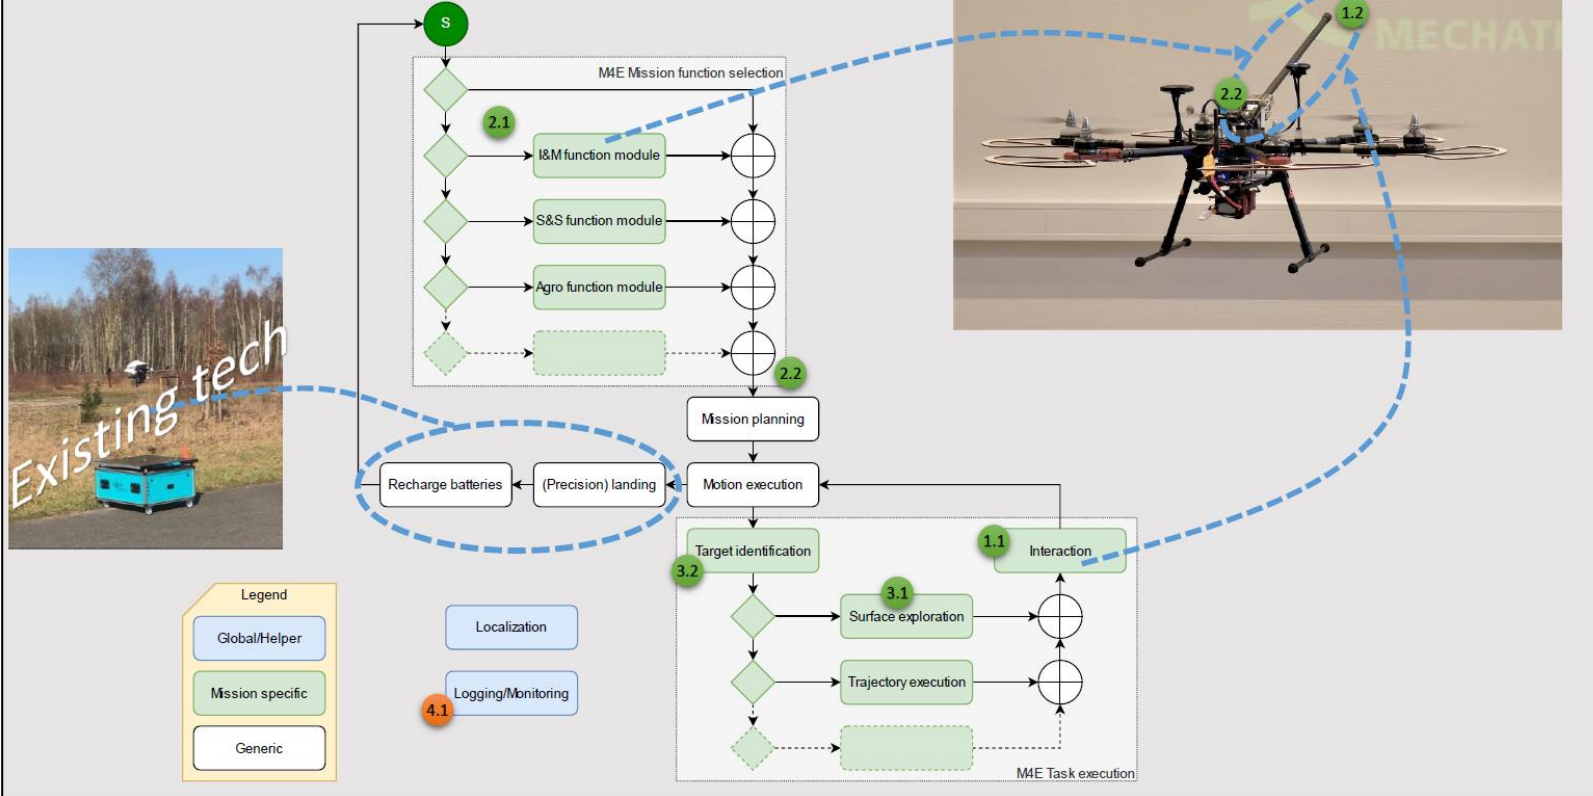 S
1.2
MECHAT
M4E Mission function selection
2.1
2.2
I&M function module
S&S function module
Agro function module
2.2
Existing tech
Mission planning
Recharge batteries
(Precision) landing
Motion execution
Target identification
3.2
1.1
Interaction
3.1
Surface exploration
Trajectory execution
M4E Task execution
Legend
Global/Helper
Mission specific
Generic
Localization
Logging/Monitoring
4.1